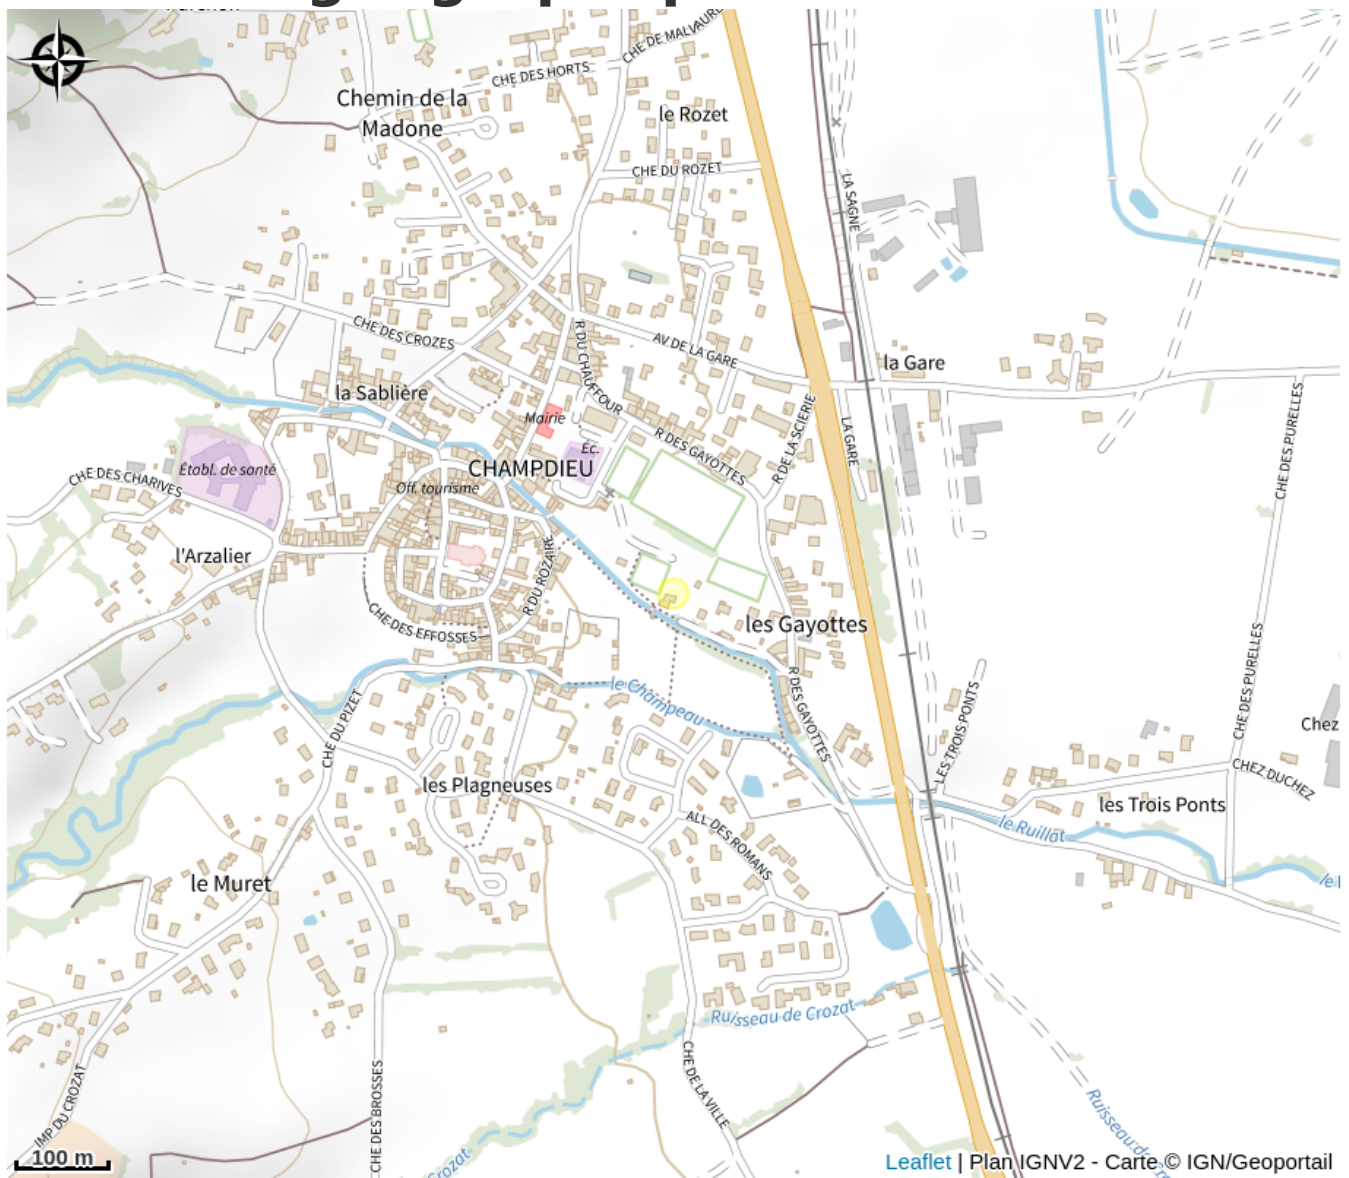 CHE DE MALVAURE
CHE DES HORTS
Chemin de la
Madone
le Rozet
CHE DU ROZET
LA SAGNE
CHE DES CROZES
R DU CHAUFFOUR
AV DE LA GARE
la Gare
la Sablière
Mairie
R DE LA SCIERIE
LA GARE
CHE DES PURELLES
Éc.
R DES GAYOTTES
CHAMPDIEU
Établ. de santé
CHE DES CHARIVES
Off. tourisme
l'Arzalier
R DU ROZAIRE
CHE DES EFFOSSES
les Gayottes
CHE DES PURELLES
le Champeau
R DES GAYOTTES
LES TROIS PONTS
CHE DU PIZET
Chez
CHEZ DUCHEZ
les Plagneuses
les Trois Ponts
le Ruillat
ALL DES ROMANS
le Muret
Ruisseau de Crozat
CHE DE LA VILLE
IMP DU CROZAT
CHE DES BROSSES
Crozat
100 m
Leaflet | Plan IGNV2 - Carte © IGN/Geoportail